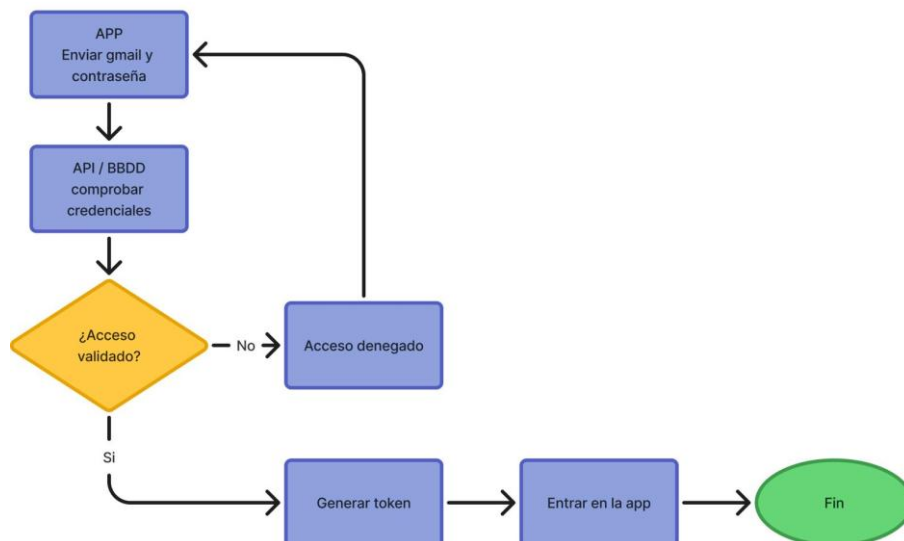 APP
Enviar gmail y
contraseña
API / BBDD
comprobar
credenciales
¿Acceso
validado?
No
Acceso denegado
Si
Generar token
Entrar en la app
Fin